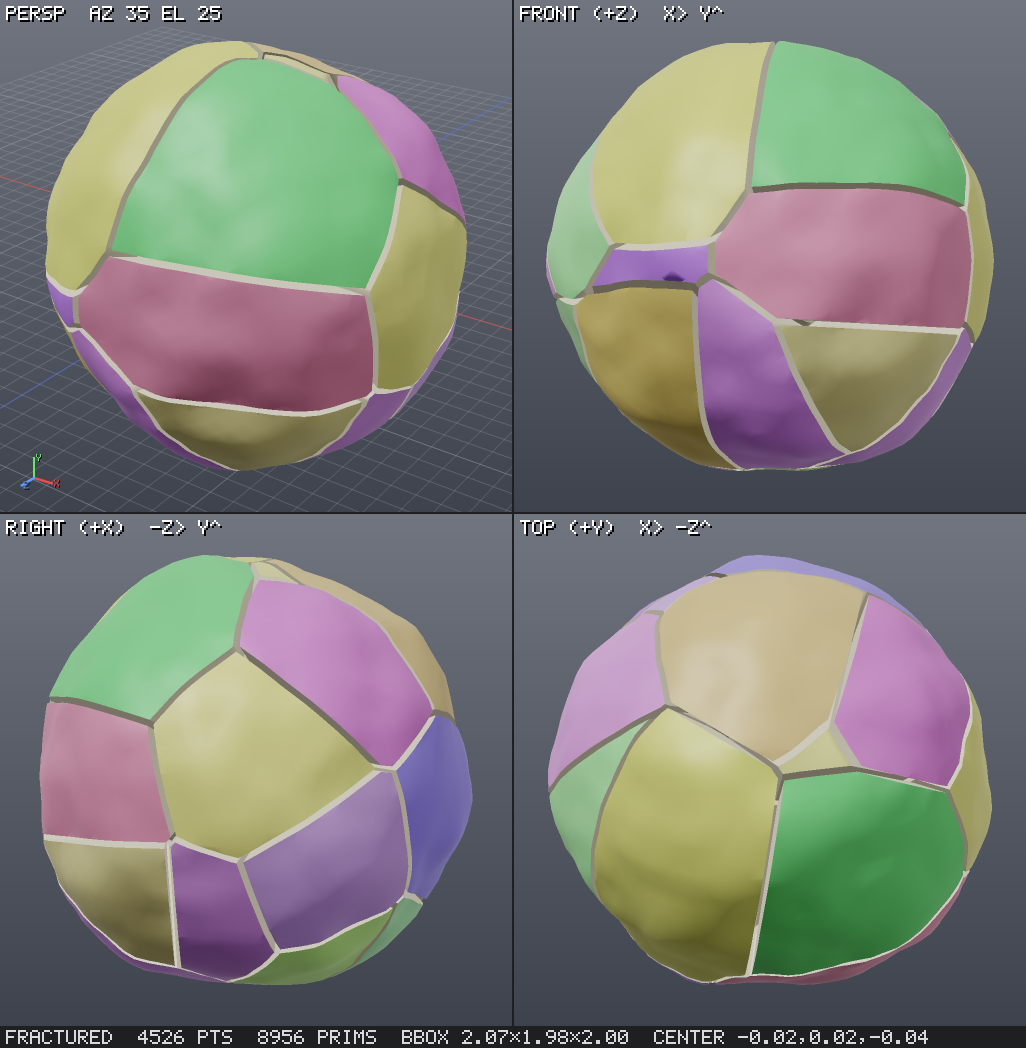 PERSP  AZ 35 EL 25
FRONT (+Z)  X> Y^
Y
X
Z
RIGHT (+X)  -Z> Y^
TOP (+Y)  X> -Z^
FRACTURED  4526 PTS  8956 PRIMS  BBOX 2.07×1.98×2.00  CENTER -0.02,0.02,-0.04